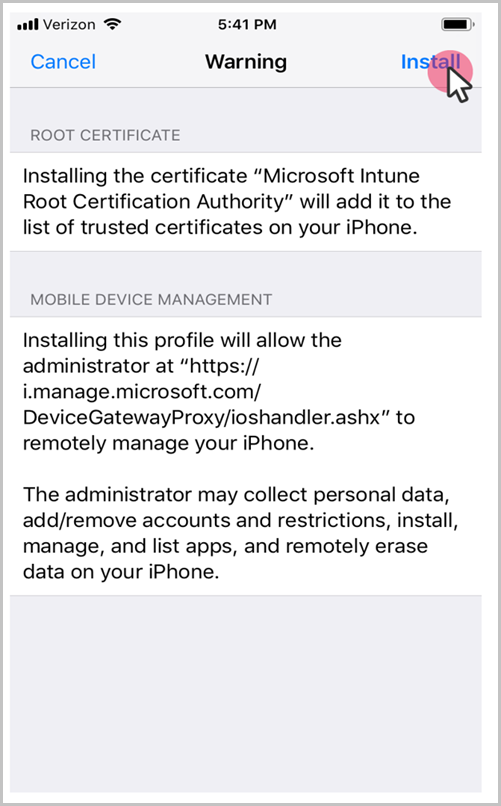 Verizon 5:41 PM
Cancel Warning Install
ROOT CERTIFICATE
Installing the certificate “Microsoft Intune
Root Certification Authority” will add it to the
list of trusted certificates on your iPhone.
MOBILE DEVICE MANAGEMENT
Installing this profile will allow the
administrator at “https://
i.manage.microsoft.com/
DeviceGatewayProxy/ioshandler.ashx” to
remotely manage your iPhone.
The administrator may collect personal data,
add/remove accounts and restrictions, install,
manage, and list apps, and remotely erase
data on your iPhone.